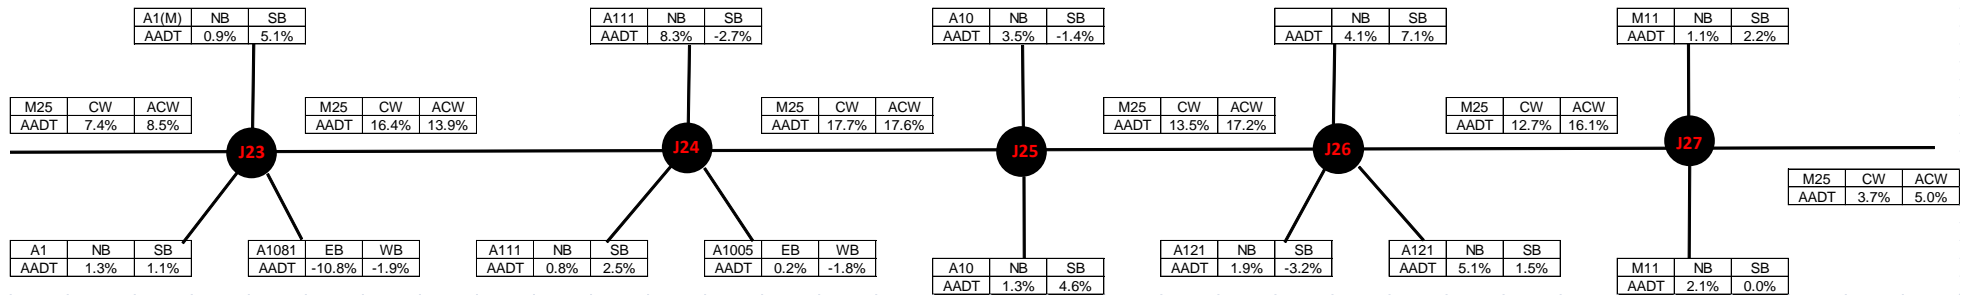 A1(M) NB SB
AADT 0.9% 5.1%
A111 NB SB
AADT 8.3% -2.7%
A10 NB SB
AADT 3.5% -1.4%
NB SB
AADT 4.1% 7.1%
M11 NB SB
AADT 1.1% 2.2%
M25 CW ACW
AADT 7.4% 8.5%
M25 CW ACW
AADT 16.4% 13.9%
M25 CW ACW
AADT 17.7% 17.6%
M25 CW ACW
AADT 13.5% 17.2%
M25 CW ACW
AADT 12.7% 16.1%
J23
J24
J25
J26
J27
M25 CW ACW
AADT 3.7% 5.0%
A1 NB SB
AADT 1.3% 1.1%
A1081 EB WB
AADT -10.8% -1.9%
A111 NB SB
AADT 0.8% 2.5%
A1005 EB WB
AADT 0.2% -1.8%
A10 NB SB
AADT 1.3% 4.6%
A121 NB SB
AADT 1.9% -3.2%
A121 NB SB
AADT 5.1% 1.5%
M11 NB SB
AADT 2.1% 0.0%